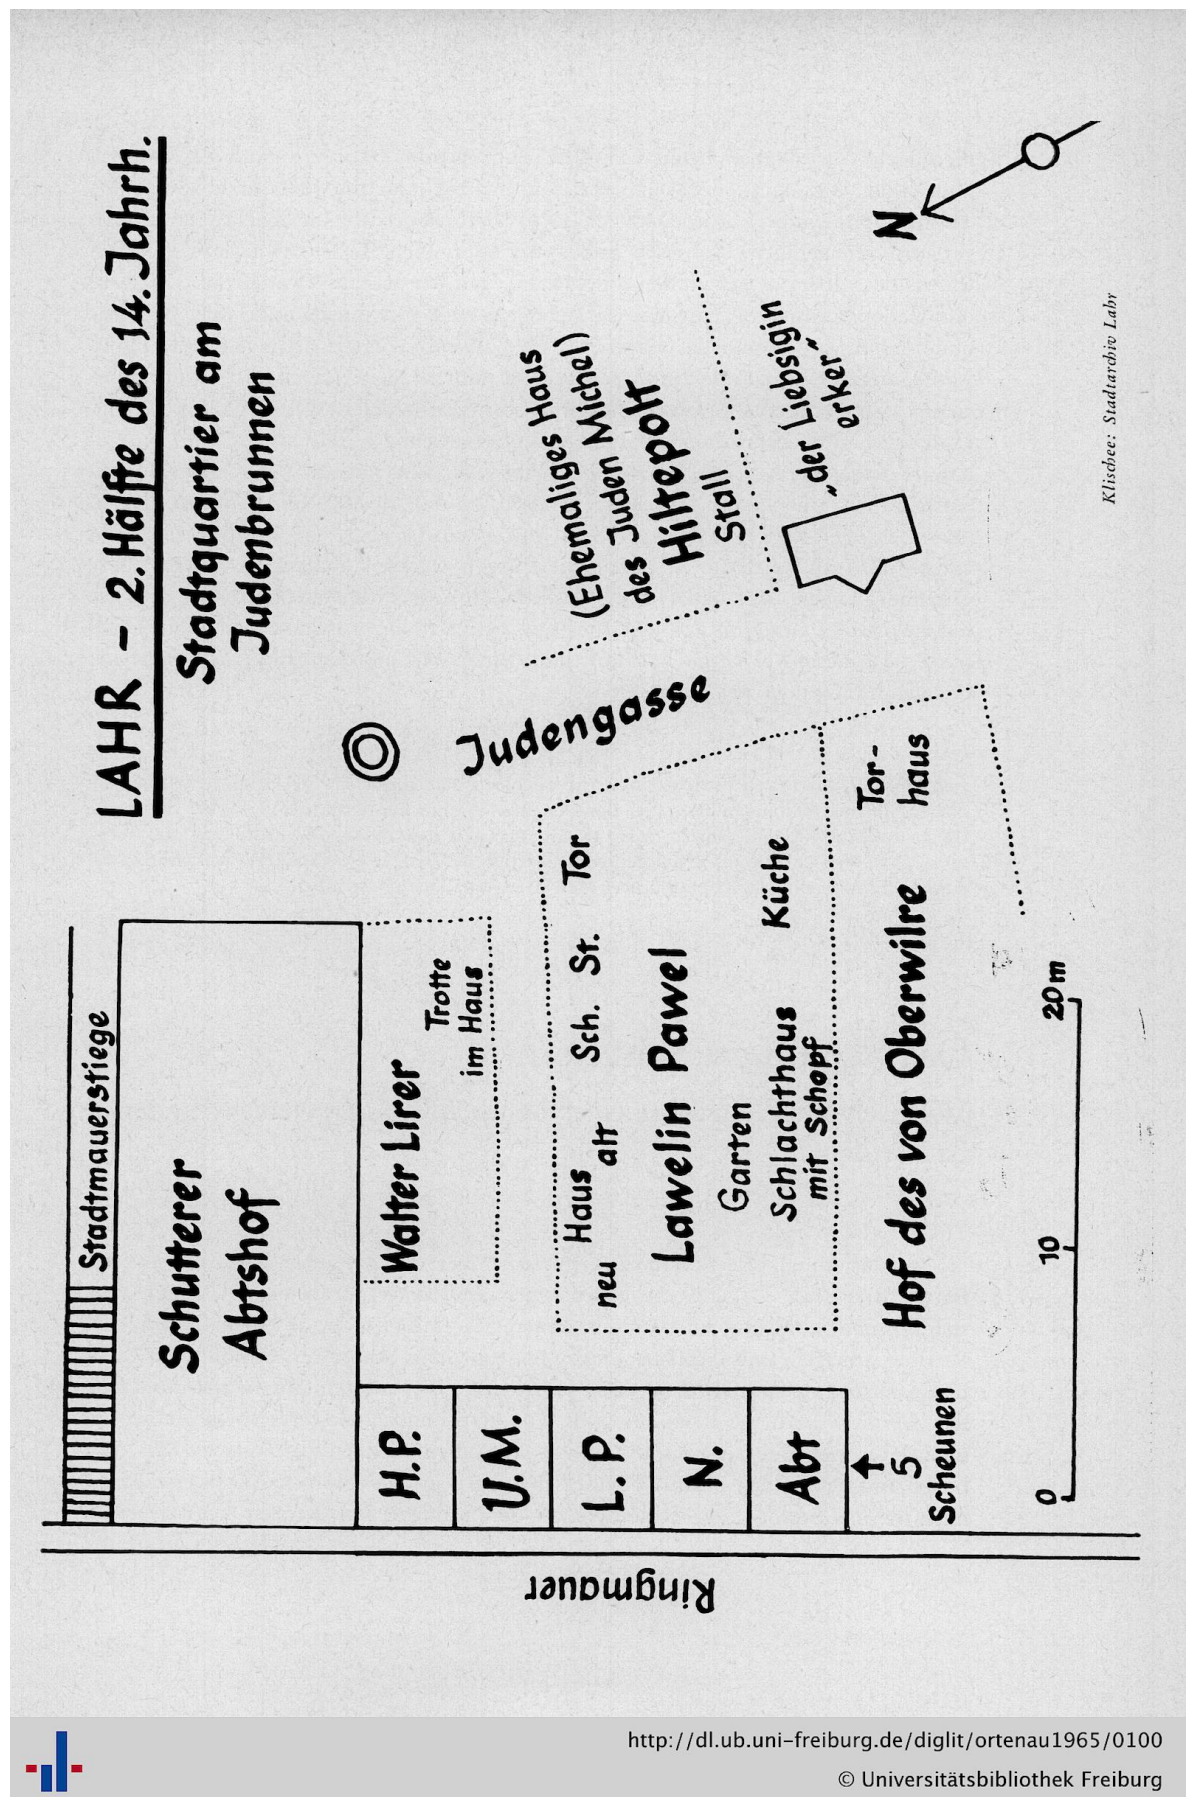 LAHR – 2. Hälfte des 14. Jahrh.
Stadtquartier am
Judenbrunnen
Stadtmauerstiege
Schutterer
Abtshof
Walter Lirer
Trotte
im Haus
Judengasse
(Ehemaliges Haus
des Juden Michel)
Hiltepolt
Stall
„der Liebsigin
erker“
N
Haus Sch. St. Tor
neu alt
Lawelin Pawel
Garten
Küche
Schlachthaus
mit Schopf
Tor-
haus
Hof des von Oberwilre
H.P.
U.M.
L.P.
N.
Abt
5
Scheunen
Ringmauer
0 10 20m
Klischee: Stadtarchiv Lahr
http://dl.ub.uni-freiburg.de/diglit/ortenau1965/0100
© Universitätsbibliothek Freiburg